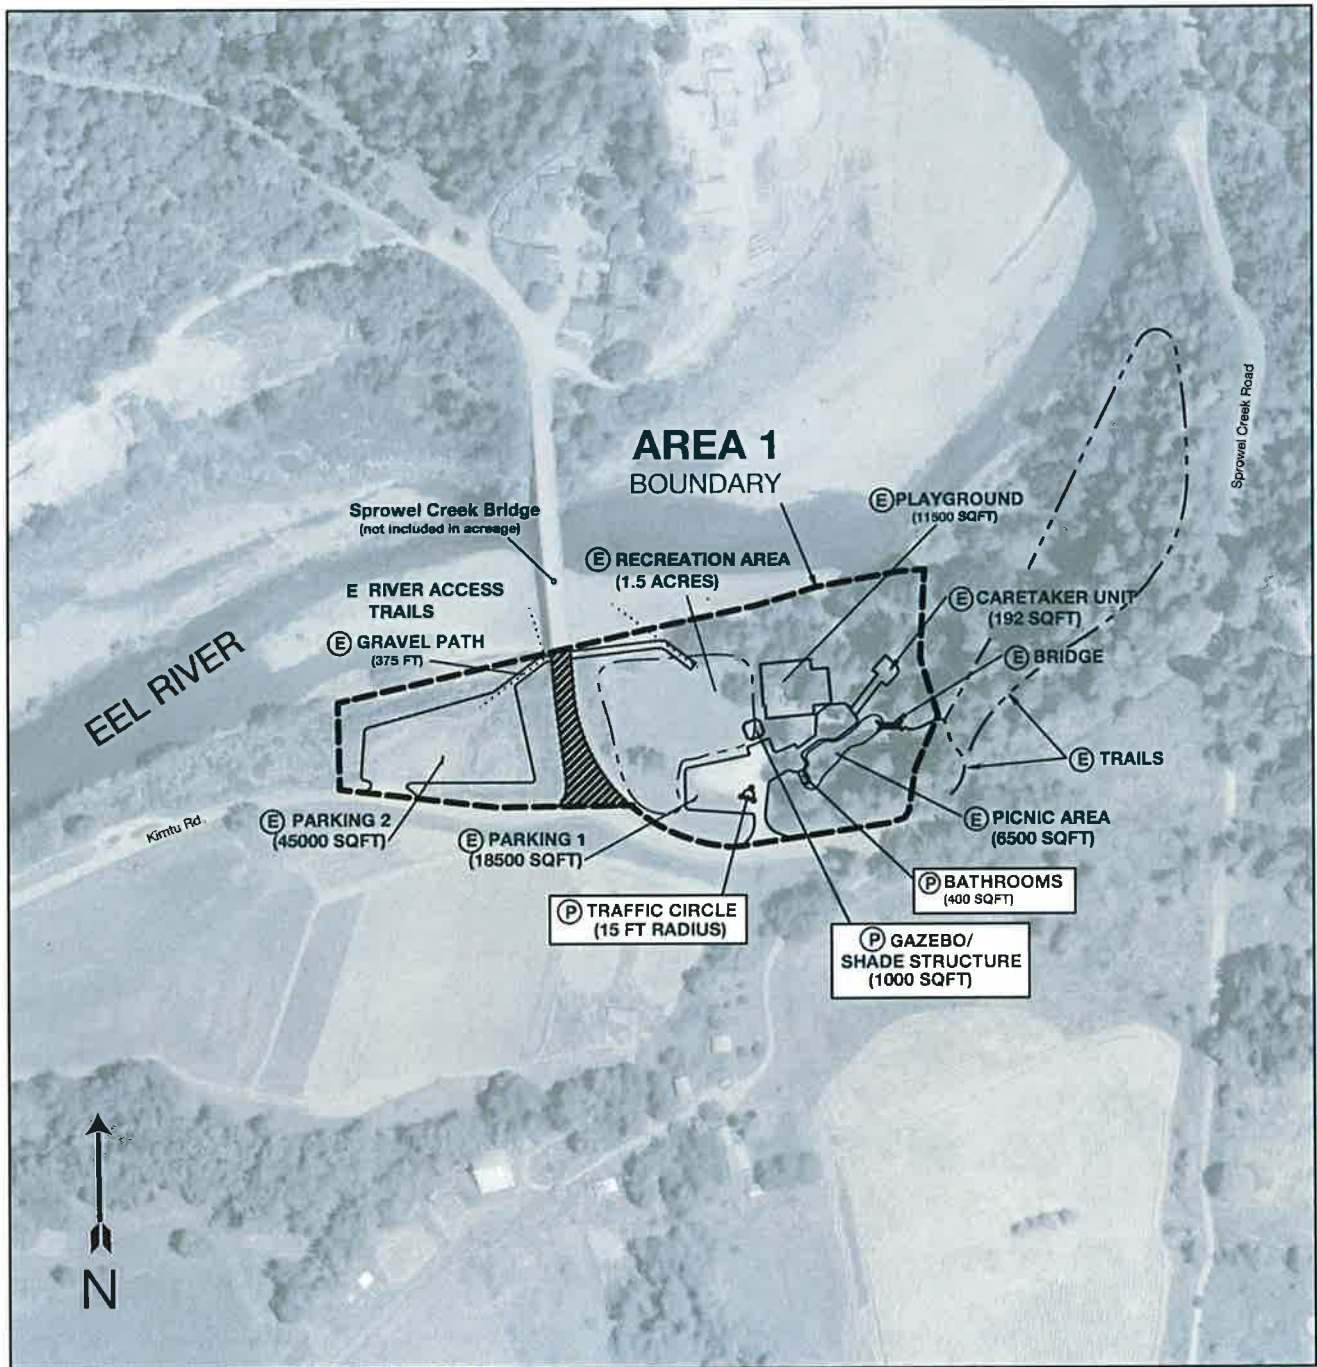 AREA 1
BOUNDARY
Sprowel Creek Road
Ⓔ PLAYGROUND
(11500 SQFT)
Sprowel Creek Bridge
(not included in acreage)
Ⓔ RECREATION AREA
(1.5 ACRES)
E RIVER ACCESS
TRAILS
Ⓔ CARETAKER UNIT
(192 SQFT)
Ⓔ GRAVEL PATH
(375 FT)
Ⓔ BRIDGE
EEL RIVER
Ⓔ TRAILS
Kimtu Rd
Ⓔ PARKING 2
(45000 SQFT)
Ⓔ PARKING 1
(18500 SQFT)
Ⓔ PICNIC AREA
(6500 SQFT)
Ⓟ BATHROOMS
(400 SQFT)
Ⓟ TRAFFIC CIRCLE
(15 FT RADIUS)
Ⓟ GAZEBO/
SHADE STRUCTURE
(1000 SQFT)
N